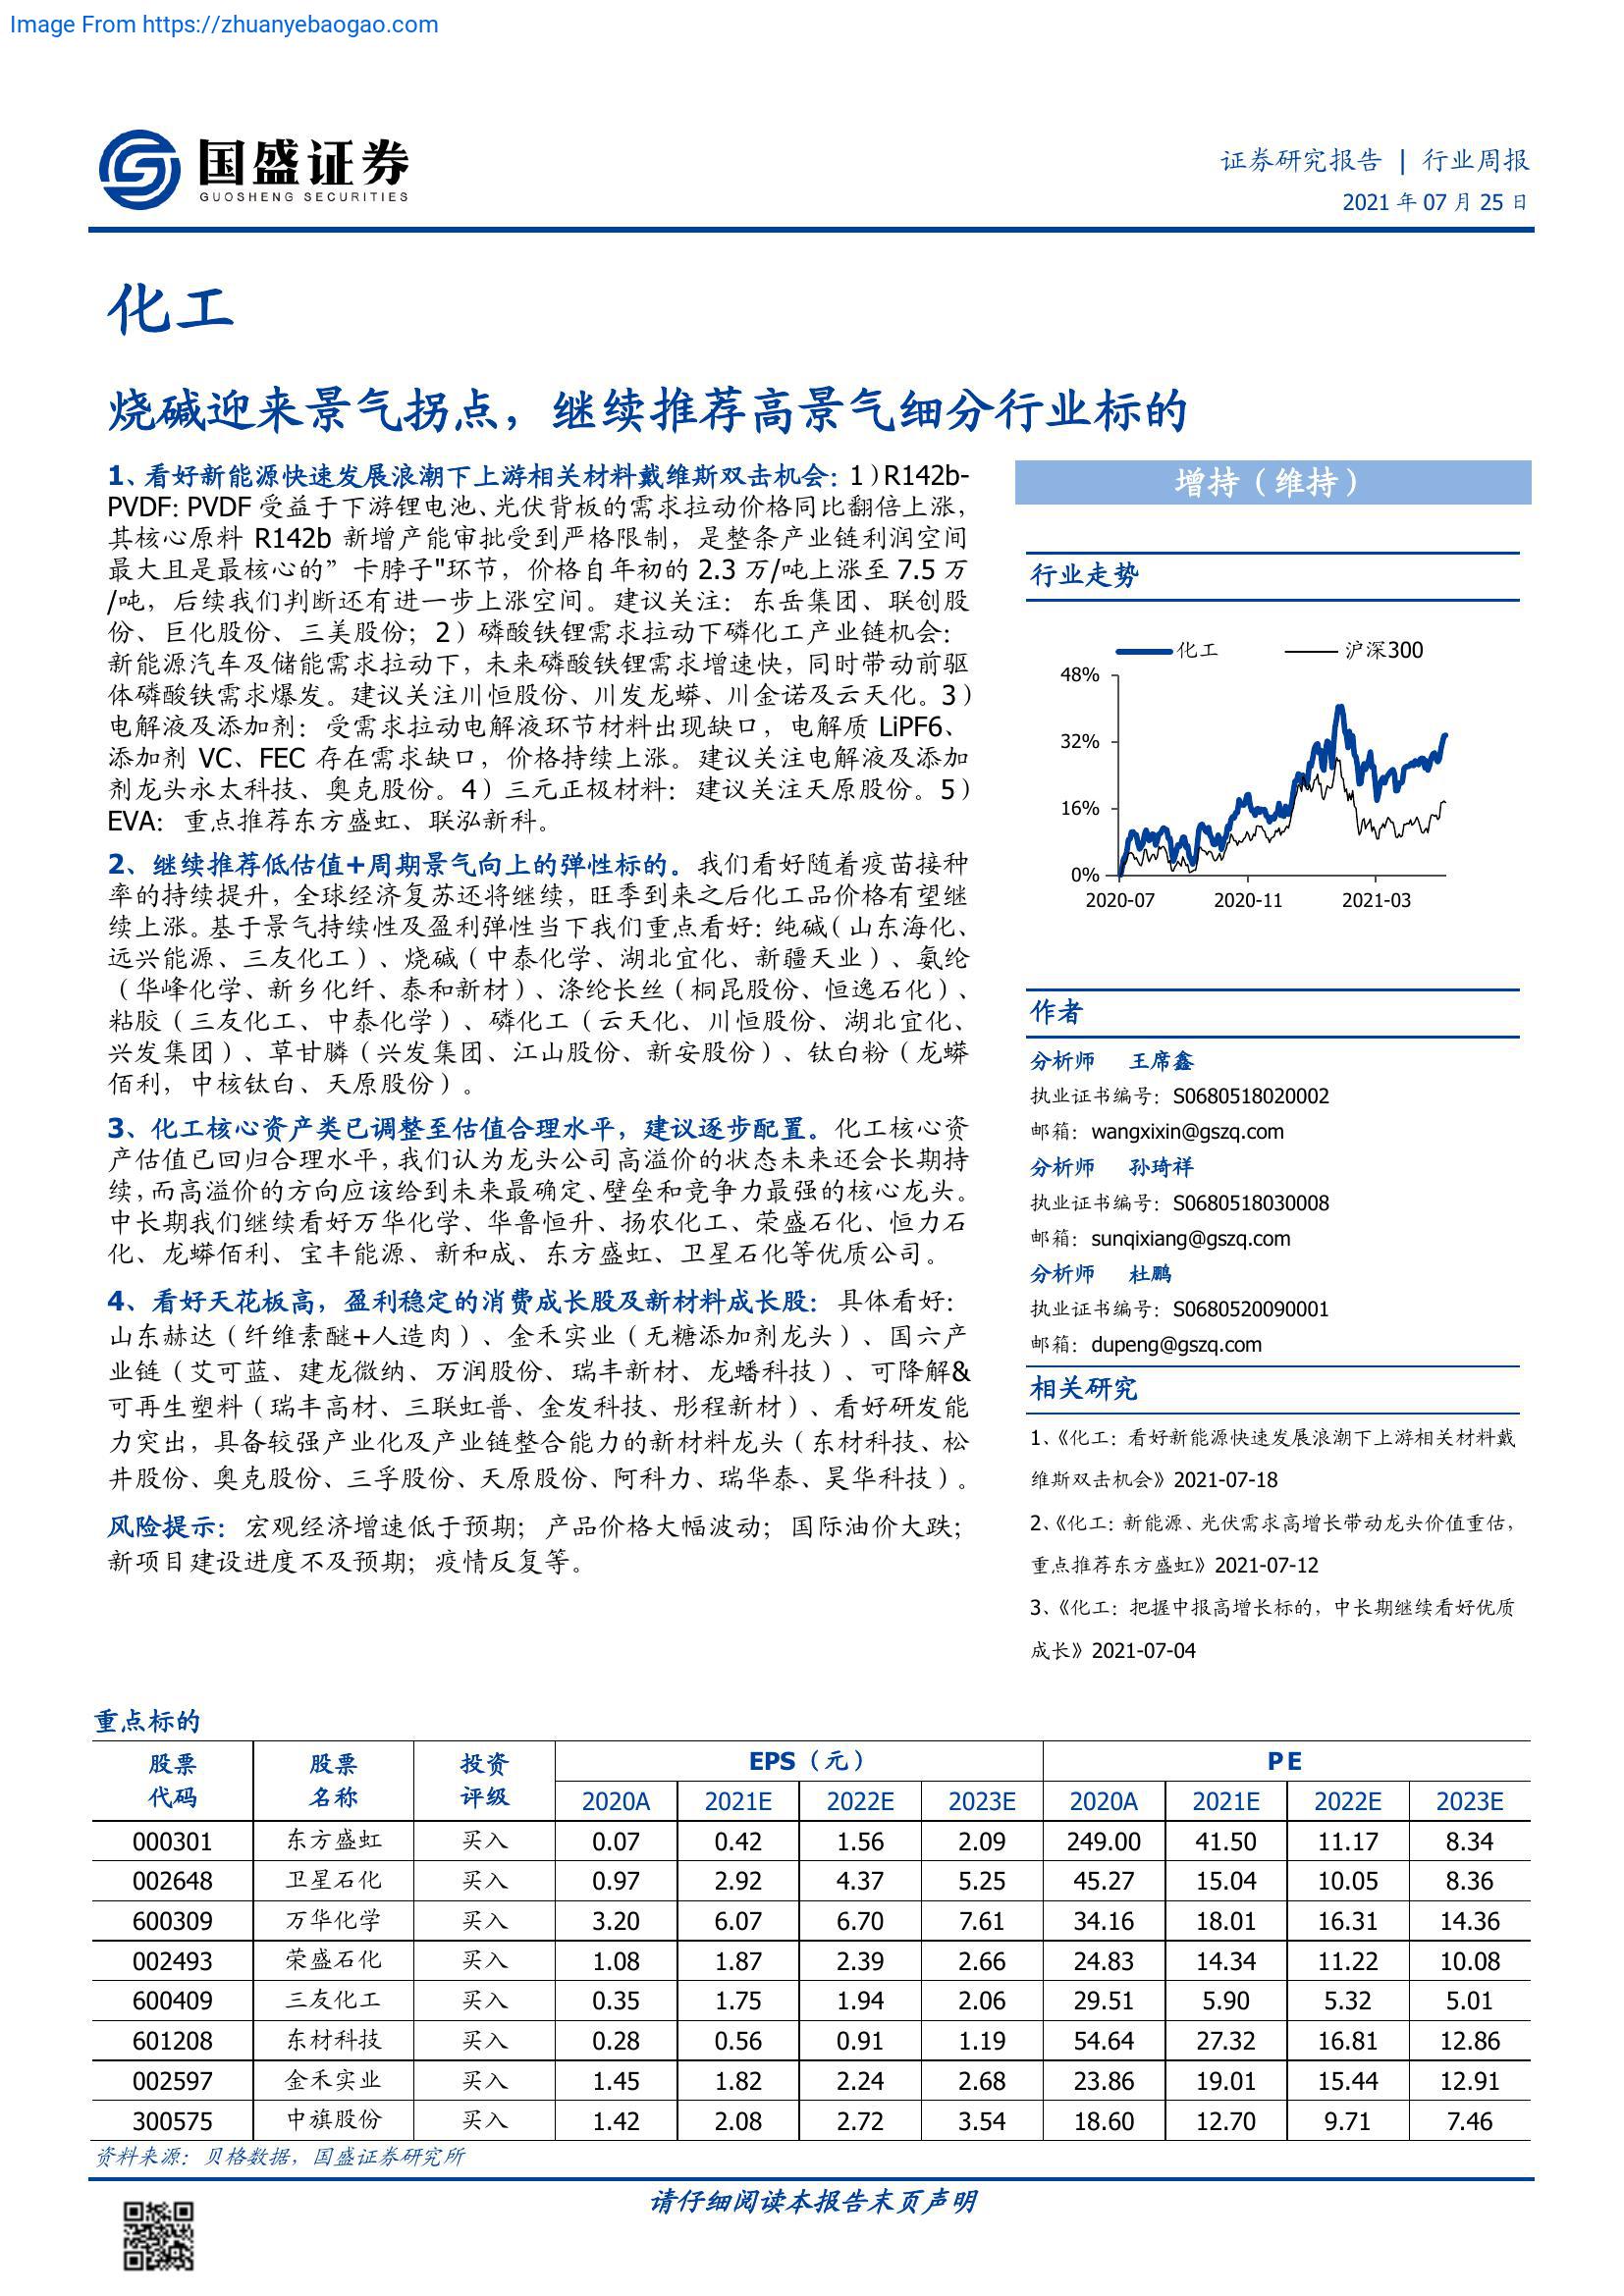 Image From https://zhuanyebaogao.com
国盛证券
GUOSHENG SECURITIES
证券研究报告 | 行业周报
2021 年 07 月 25 日
化工
烧碱迎来景气拐点，继续推荐高景气细分行业标的
1、看好新能源快速发展浪潮下上游相关材料戴维斯双击机会：1）R142b-
PVDF: PVDF 受益于下游锂电池、光伏背板的需求拉动价格同比翻倍上涨，
其核心原料 R142b 新增产能审批受到严格限制，是整条产业链利润空间
最大且是最核心的”卡脖子"环节，价格自年初的 2.3 万/吨上涨至 7.5 万
/吨，后续我们判断还有进一步上涨空间。建议关注：东岳集团、联创股
份、巨化股份、三美股份；2）磷酸铁锂需求拉动下磷化工产业链机会：
新能源汽车及储能需求拉动下，未来磷酸铁锂需求增速快，同时带动前驱
体磷酸铁需求爆发。建议关注川恒股份、川发龙蟒、川金诺及云天化。3）
电解液及添加剂：受需求拉动电解液环节材料出现缺口，电解质 LiPF6、
添加剂 VC、FEC 存在需求缺口，价格持续上涨。建议关注电解液及添加
剂龙头永太科技、奥克股份。4）三元正极材料：建议关注天原股份。5）
EVA：重点推荐东方盛虹、联泓新科。
2、继续推荐低估值+周期景气向上的弹性标的。我们看好随着疫苗接种
率的持续提升，全球经济复苏还将继续，旺季到来之后化工品价格有望继
续上涨。基于景气持续性及盈利弹性当下我们重点看好：纯碱（山东海化、
远兴能源、三友化工）、烧碱（中泰化学、湖北宜化、新疆天业）、氨纶
（华峰化学、新乡化纤、泰和新材）、涤纶长丝（桐昆股份、恒逸石化）、
粘胶（三友化工、中泰化学）、磷化工（云天化、川恒股份、湖北宜化、
兴发集团）、草甘膦（兴发集团、江山股份、新安股份）、钛白粉（龙蟒
佰利，中核钛白、天原股份）。
3、化工核心资产类已调整至估值合理水平，建议逐步配置。化工核心资
产估值已回归合理水平，我们认为龙头公司高溢价的状态未来还会长期持
续，而高溢价的方向应该给到未来最确定、壁垒和竞争力最强的核心龙头。
中长期我们继续看好万华化学、华鲁恒升、扬农化工、荣盛石化、恒力石
化、龙蟒佰利、宝丰能源、新和成、东方盛虹、卫星石化等优质公司。
4、看好天花板高，盈利稳定的消费成长股及新材料成长股：具体看好：
山东赫达（纤维素醚+人造肉）、金禾实业（无糖添加剂龙头）、国六产
业链（艾可蓝、建龙微纳、万润股份、瑞丰新材、龙蟠科技）、可降解&
可再生塑料（瑞丰高材、三联虹普、金发科技、彤程新材）、看好研发能
力突出，具备较强产业化及产业链整合能力的新材料龙头（东材科技、松
井股份、奥克股份、三孚股份、天原股份、阿科力、瑞华泰、昊华科技）。
风险提示：宏观经济增速低于预期；产品价格大幅波动；国际油价大跌；
新项目建设进度不及预期；疫情反复等。
增持（维持）
行业走势
化工 沪深300
48%
32%
16%
0%
2020-07 2020-11 2021-03
作者
分析师 王席鑫
执业证书编号：S0680518020002
邮箱：wangxixin@gszq.com
分析师 孙琦祥
执业证书编号：S0680518030008
邮箱：sunqixiang@gszq.com
分析师 杜鹏
执业证书编号：S0680520090001
邮箱：dupeng@gszq.com
相关研究
1、《化工：看好新能源快速发展浪潮下上游相关材料戴
维斯双击机会》2021-07-18
2、《化工：新能源、光伏需求高增长带动龙头价值重估，
重点推荐东方盛虹》2021-07-12
3、《化工：把握中报高增长标的，中长期继续看好优质
成长》2021-07-04
重点标的
股票 股票 投资 EPS（元） P E
代码 名称 评级 2020A 2021E 2022E 2023E 2020A 2021E 2022E 2023E
000301 东方盛虹 买入 0.07 0.42 1.56 2.09 249.00 41.50 11.17 8.34
002648 卫星石化 买入 0.97 2.92 4.37 5.25 45.27 15.04 10.05 8.36
600309 万华化学 买入 3.20 6.07 6.70 7.61 34.16 18.01 16.31 14.36
002493 荣盛石化 买入 1.08 1.87 2.39 2.66 24.83 14.34 11.22 10.08
600409 三友化工 买入 0.35 1.75 1.94 2.06 29.51 5.90 5.32 5.01
601208 东材科技 买入 0.28 0.56 0.91 1.19 54.64 27.32 16.81 12.86
002597 金禾实业 买入 1.45 1.82 2.24 2.68 23.86 19.01 15.44 12.91
300575 中旗股份 买入 1.42 2.08 2.72 3.54 18.60 12.70 9.71 7.46
资料来源：贝格数据，国盛证券研究所
请仔细阅读本报告末页声明